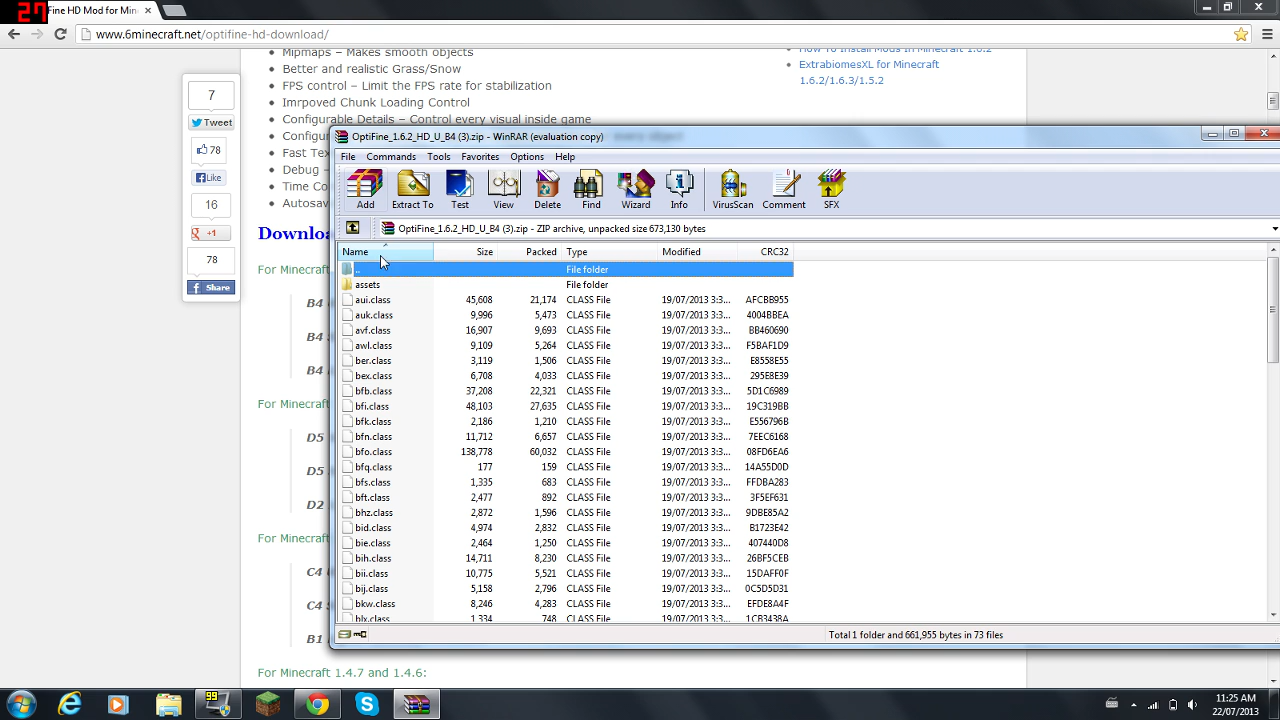 27
Fine HD Mod for Min
www.6minecraft.net/optifine-hd-download/
Mipmaps – Makes smooth objects
Better and realistic Grass/Snow
FPS control – Limit the FPS rate for stabilization
Imrpoved Chunk Loading Control
Configurable Details – Control every visual inside game
Configu
Fast Tex
Debug –
Time Co
Autosav
How To Install Mods In Minecraft 1.6.2
ExtrabiomesXL for Minecraft
1.6.2/1.6.3/1.5.2
7
Tweet
78
Like
16
+1
78
Share
Downloa
For Minecraft
B4
B4
B4
For Minecraft
D5
D5
D2
For Minecraft
C4
C4
B1
For Minecraft 1.4.7 and 1.4.6:
OptiFine_1.6.2_HD_U_B4 (3).zip - WinRAR (evaluation copy)
File Commands Tools Favorites Options Help
Add Extract To Test View Delete Find Wizard Info VirusScan Comment SFX
OptiFine_1.6.2_HD_U_B4 (3).zip - ZIP archive, unpacked size 673,130 bytes
Name Size Packed Type Modified CRC32
.. File folder
assets File folder
aui.class 45,608 21,174 CLASS File 19/07/2013 3:3... AFCBB955
auk.class 9,996 5,473 CLASS File 19/07/2013 3:3... 4004BBEA
avf.class 16,907 9,693 CLASS File 19/07/2013 3:3... BB460690
awl.class 9,109 5,264 CLASS File 19/07/2013 3:3... F5BAF1D9
ber.class 3,119 1,506 CLASS File 19/07/2013 3:3... E8558E55
bex.class 6,708 4,033 CLASS File 19/07/2013 3:3... 295E8E39
bfb.class 37,208 22,321 CLASS File 19/07/2013 3:3... 5D1C6989
bfi.class 48,103 27,635 CLASS File 19/07/2013 3:3... 19C319BB
bfk.class 2,186 1,210 CLASS File 19/07/2013 3:3... E556796B
bfn.class 11,712 6,657 CLASS File 19/07/2013 3:3... 7EEC6168
bfo.class 138,778 60,032 CLASS File 19/07/2013 3:3... 08FD6EA6
bfq.class 177 159 CLASS File 19/07/2013 3:3... 14A55D0D
bfs.class 1,335 683 CLASS File 19/07/2013 3:3... FFDBA283
bft.class 2,477 892 CLASS File 19/07/2013 3:3... 3F5EF631
bhz.class 2,872 1,596 CLASS File 19/07/2013 3:3... 9DBE85A2
bid.class 4,974 2,832 CLASS File 19/07/2013 3:3... B1723E42
bie.class 2,464 1,250 CLASS File 19/07/2013 3:3... 407440D8
bih.class 14,711 8,230 CLASS File 19/07/2013 3:3... 26BF5CEB
bii.class 10,775 5,521 CLASS File 19/07/2013 3:3... 15DAFF0F
bij.class 5,158 2,796 CLASS File 19/07/2013 3:3... 0C5D5D31
bkw.class 8,246 4,283 CLASS File 19/07/2013 3:3... EFDE8A4F
blx.class 1,334 748 CLASS File 19/07/2013 3:3... 1CB3438A
Total 1 folder and 661,955 bytes in 73 files
99
11:25 AM
22/07/2013